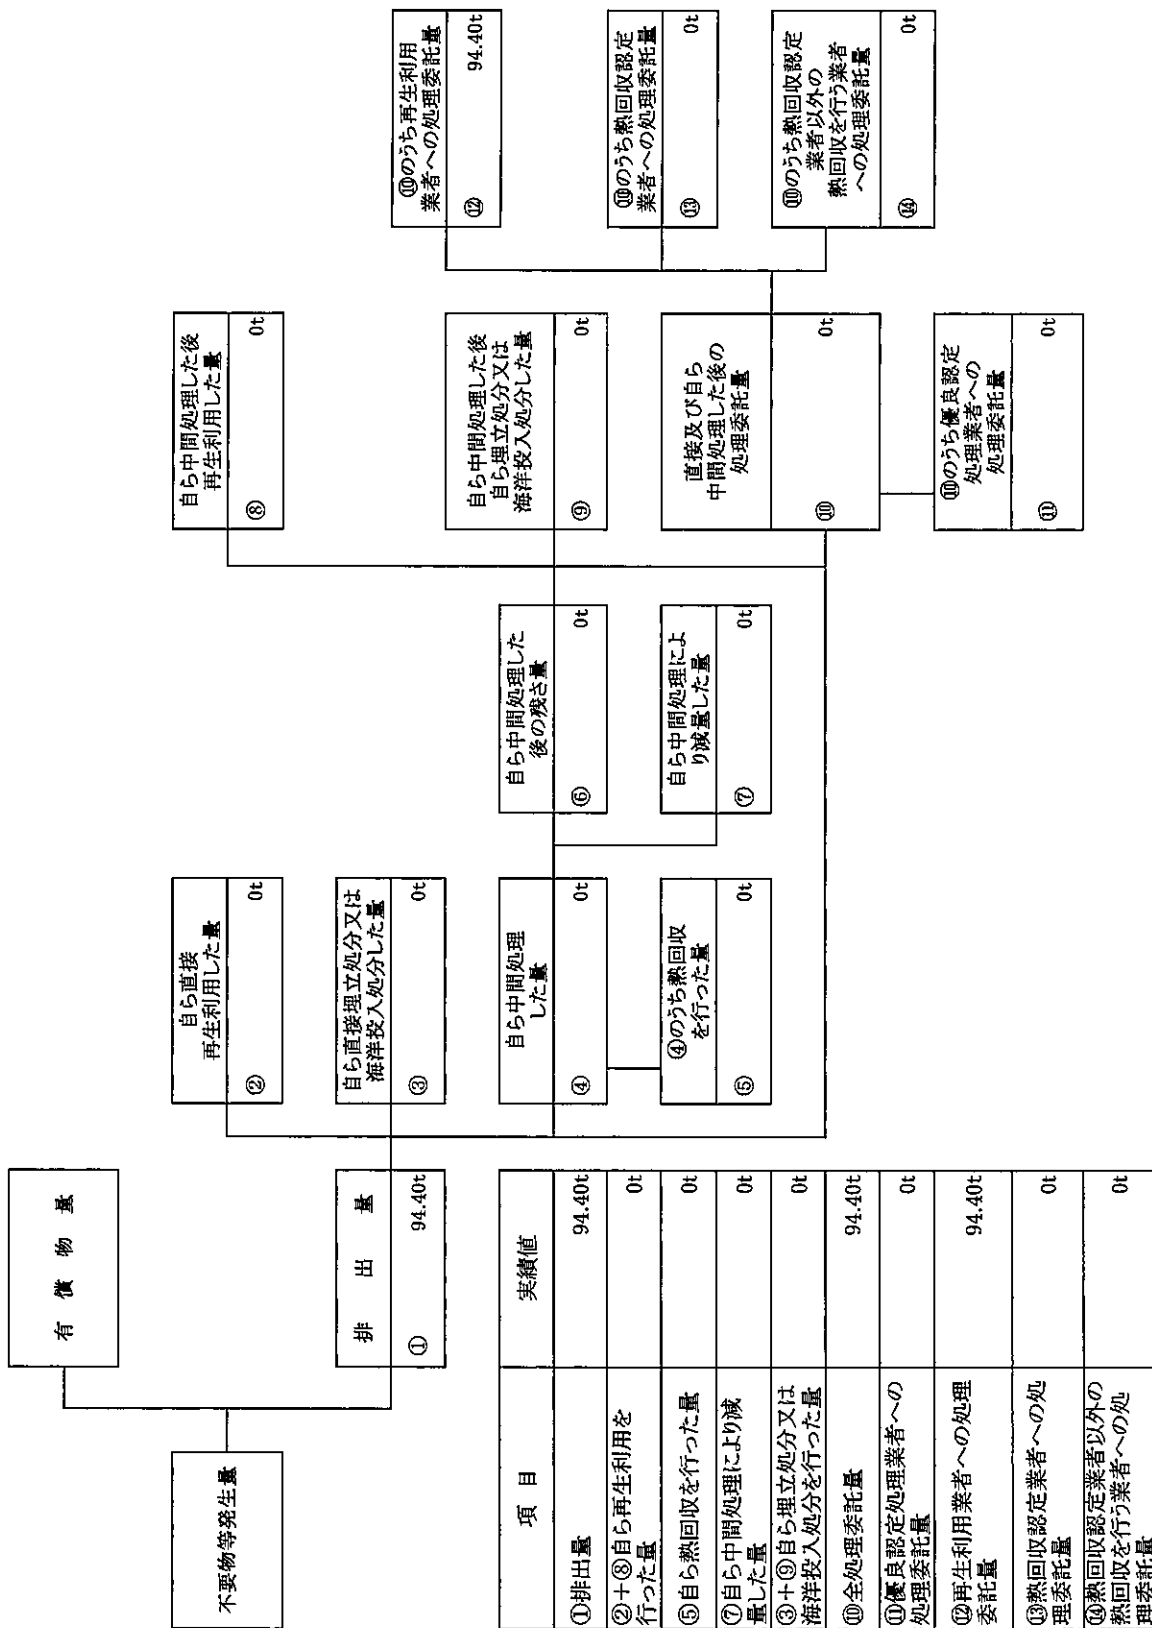 不要物等発生量
有償物量
排出量
① 94.40t
自ら直接
再生利用した量
② 0t
自ら直接埋立処分又は
海洋投入処分した量
③ 0t
自ら中間処理
した量
④ 0t
④のうち熱回収
を行った量
⑤ 0t
自ら中間処理した
後の残さ量
⑥ 0t
自ら中間処理によ
り減量した量
⑦ 0t
自ら中間処理した後
再生利用した量
⑧ 0t
自ら中間処理した後
自ら埋立処分又は
海洋投入処分した量
⑨ 0t
直接及び自ら
中間処理した後の
処理委託量
⑩ 0t
⑩のうち優良認定
処理業者への
処理委託量
⑪ 0t
⑩のうち再生利用
業者への処理委託量
⑫ 94.40t
⑩のうち熱回収認定
業者への処理委託量
⑬ 0t
⑩のうち熱回収認定
業者以外の
熱回収を行う業者
への処理委託量
⑭ 0t
項目 実績値
①排出量 94.40t
②+⑧自ら再生利用を
行った量 0t
⑤自ら熱回収を行った量 0t
⑦自ら中間処理により減
量した量 0t
③+⑨自ら埋立処分又は
海洋投入処分を行った量 0t
⑩全処理委託量 94.40t
⑪優良認定処理業者への
処理委託量 0t
⑫再生利用業者への処理
委託量 94.40t
⑬熱回収認定業者への処
理委託量 0t
⑭熱回収認定業者以外の
熱回収を行う業者への処
理委託量 0t